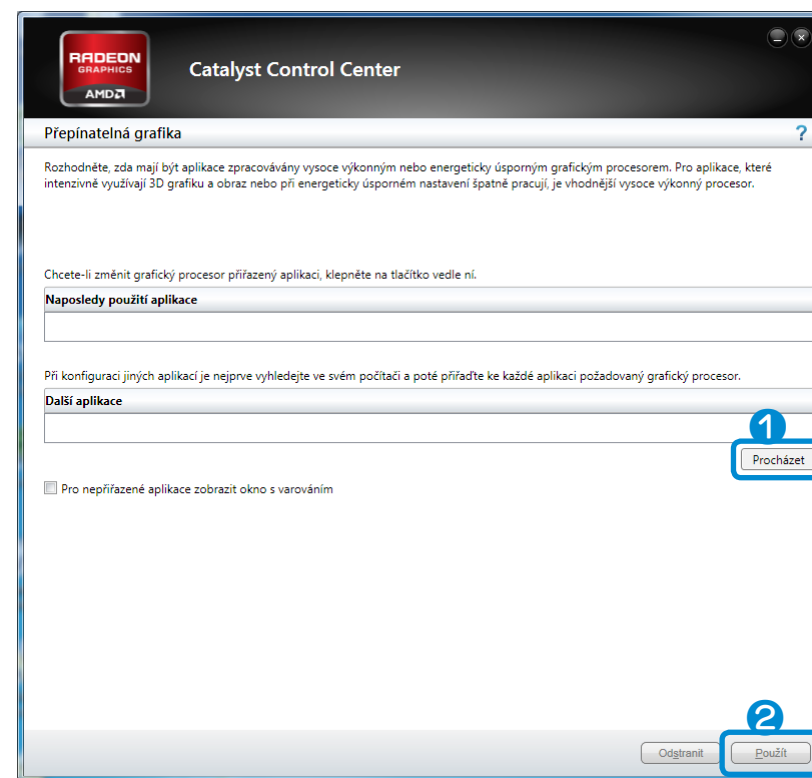 RADEON
GRAPHICS
AMD
Catalyst Control Center
Přepínatelná grafika
?
Rozhodněte, zda mají být aplikace zpracovávány vysoce výkonným nebo energeticky úsporným grafickým procesorem. Pro aplikace, které
intenzivně využívají 3D grafiku a obraz nebo při energeticky úsporném nastavení špatně pracují, je vhodnější vysoce výkonný procesor.
Chcete-li změnit grafický procesor přiřazený aplikaci, klepněte na tlačítko vedle ní.
Naposledy použití aplikace
Při konfiguraci jiných aplikací je nejprve vyhledejte ve svém počítači a poté přiřaďte ke každé aplikaci požadovaný grafický procesor.
Další aplikace
1
Procházet
Pro nepřiřazené aplikace zobrazit okno s varováním
2
Odstranit
Použít